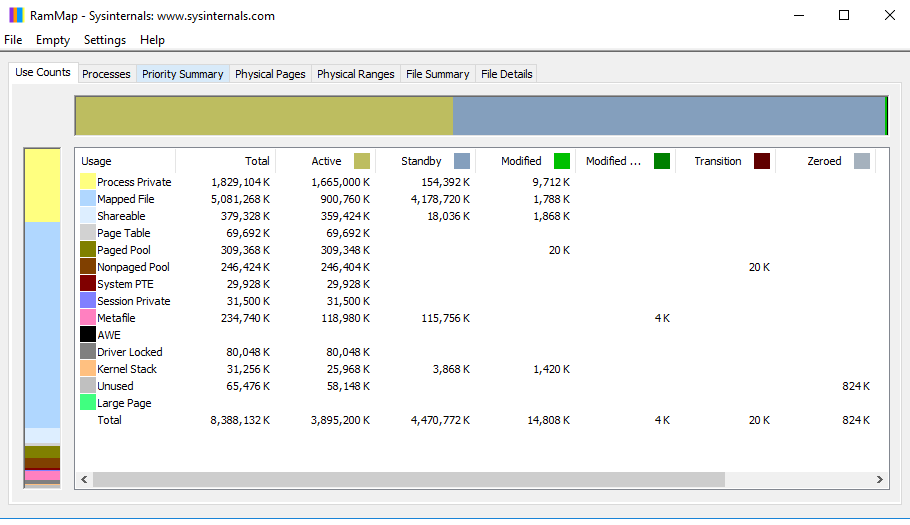 RamMap - Sysinternals: www.sysinternals.com
File Empty Settings Help
Use Counts Processes Priority Summary Physical Pages Physical Ranges File Summary File Details
Usage Total Active Standby Modified Modified ... Transition Zeroed
Process Private 1,829,104 K 1,665,000 K 154,392 K 9,712 K
Mapped File 5,081,268 K 900,760 K 4,178,720 K 1,788 K
Shareable 379,328 K 359,424 K 18,036 K 1,868 K
Page Table 69,692 K 69,692 K
Paged Pool 309,368 K 309,348 K 20 K
Nonpaged Pool 246,424 K 246,404 K 20 K
System PTE 29,928 K 29,928 K
Session Private 31,500 K 31,500 K
Metafile 234,740 K 118,980 K 115,756 K 4 K
AWE
Driver Locked 80,048 K 80,048 K
Kernel Stack 31,256 K 25,968 K 3,868 K 1,420 K
Unused 65,476 K 58,148 K 824 K
Large Page
Total 8,388,132 K 3,895,200 K 4,470,772 K 14,808 K 4 K 20 K 824 K